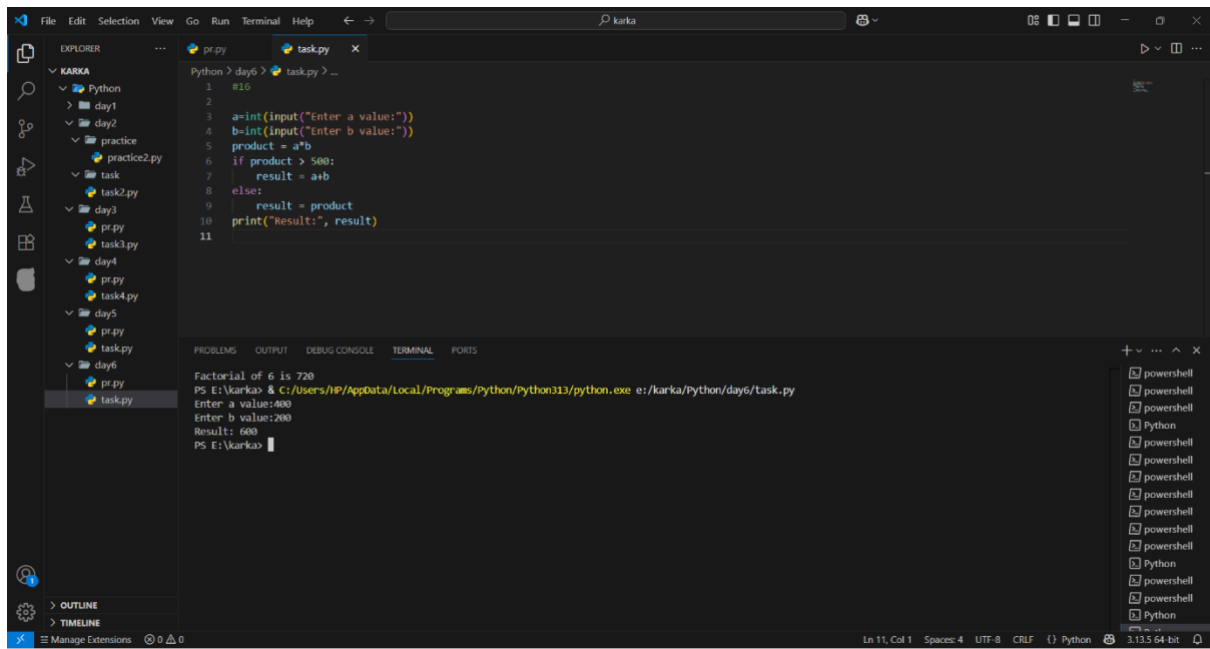 File Edit Selection View Go Run Terminal Help
karka
EXPLORER
KARKA
Python
day1
day2
practice
practice2.py
task
task2.py
day3
pr.py
task3.py
day4
pr.py
task4.py
day5
pr.py
task.py
day6
pr.py
task.py
OUTLINE
TIMELINE
pr.py task.py
Python > day6 > task.py > ...
1 #16
2
3 a=int(input("Enter a value:"))
4 b=int(input("Enter b value:"))
5 product = a*b
6 if product > 500:
7 result = a+b
8 else:
9 result = product
10 print("Result:", result)
11
PROBLEMS OUTPUT DEBUG CONSOLE TERMINAL PORTS
Factorial of 6 is 720
PS E:\karka> & C:/Users/HP/AppData/Local/Programs/Python/Python313/python.exe e:/karka/Python/day6/task.py
Enter a value:400
Enter b value:200
Result: 600
PS E:\karka>
powershell
powershell
powershell
Python
powershell
powershell
powershell
powershell
powershell
powershell
powershell
Python
powershell
powershell
Python
1
Manage Extensions 0 0
Ln 11, Col 1 Spaces: 4 UTF-8 CRLF {} Python 3.13.5 64-bit